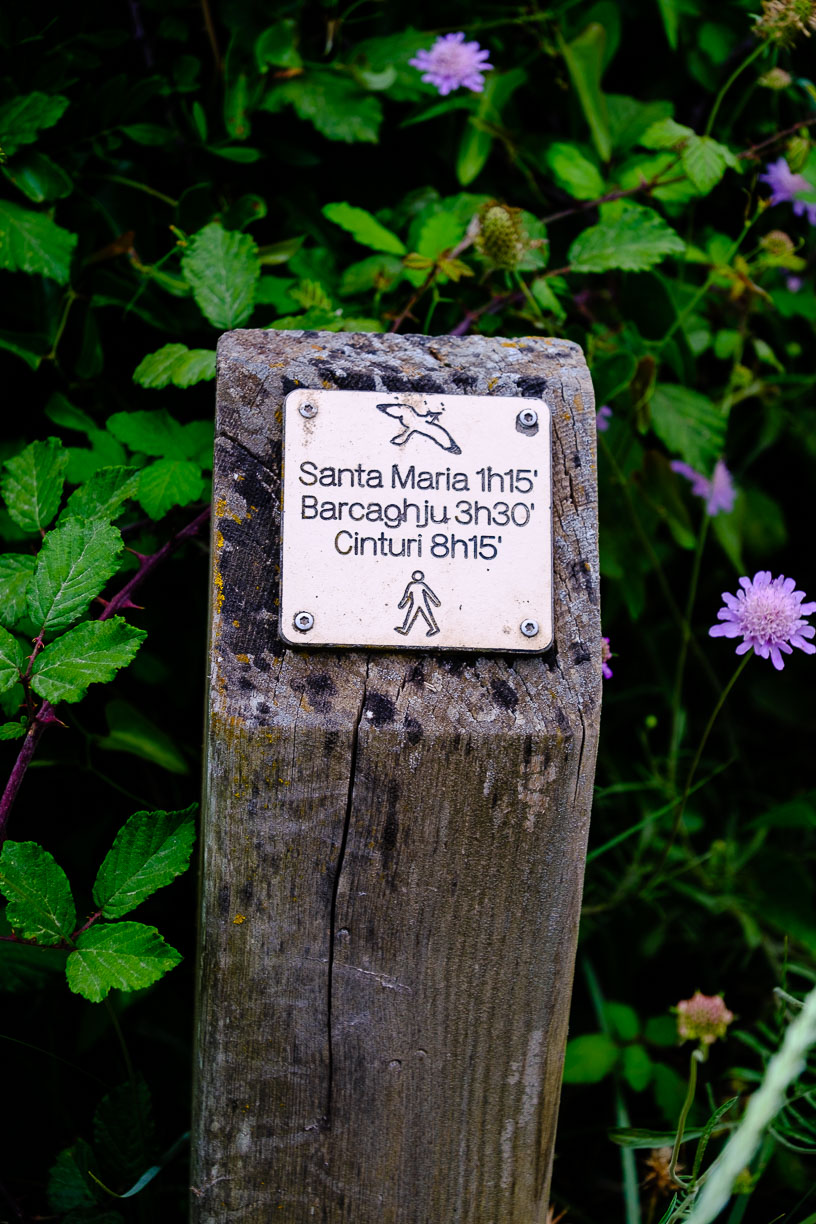 Santa Maria 1h15'
Barcaghju 3h30'
Cinturi 8h15'